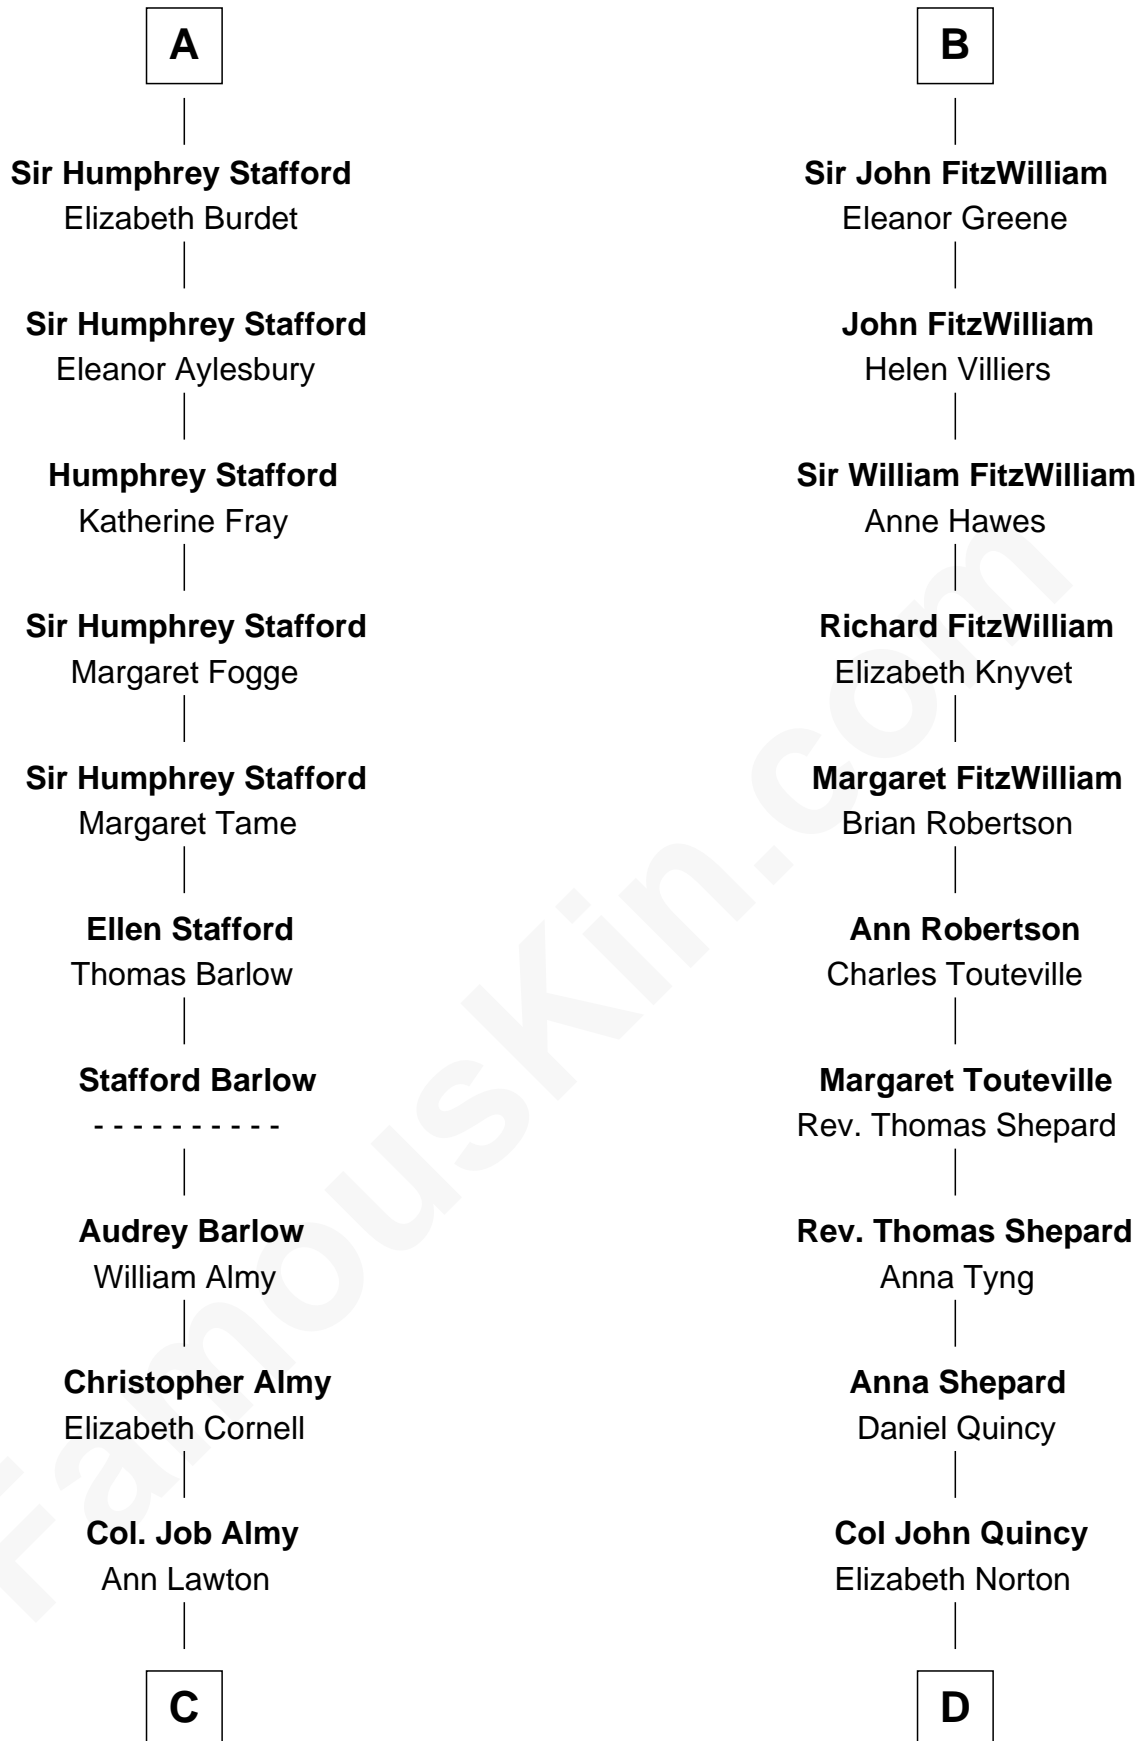 A
Sir Humphrey Stafford
Elizabeth Burdet
Sir Humphrey Stafford
Eleanor Aylesbury
Humphrey Stafford
Katherine Fray
Sir Humphrey Stafford
Margaret Fogge
Sir Humphrey Stafford
Margaret Tame
Ellen Stafford
Thomas Barlow
Stafford Barlow
- - - - - - - - - -
Audrey Barlow
William Almy
Christopher Almy
Elizabeth Cornell
Col. Job Almy
Ann Lawton
C
B
Sir John FitzWilliam
Eleanor Greene
John FitzWilliam
Helen Villiers
Sir William FitzWilliam
Anne Hawes
Richard FitzWilliam
Elizabeth Knyvet
Margaret FitzWilliam
Brian Robertson
Ann Robertson
Charles Touteville
Margaret Touteville
Rev. Thomas Shepard
Rev. Thomas Shepard
Anna Tyng
Anna Shepard
Daniel Quincy
Col John Quincy
Elizabeth Norton
D
FamousKin.com